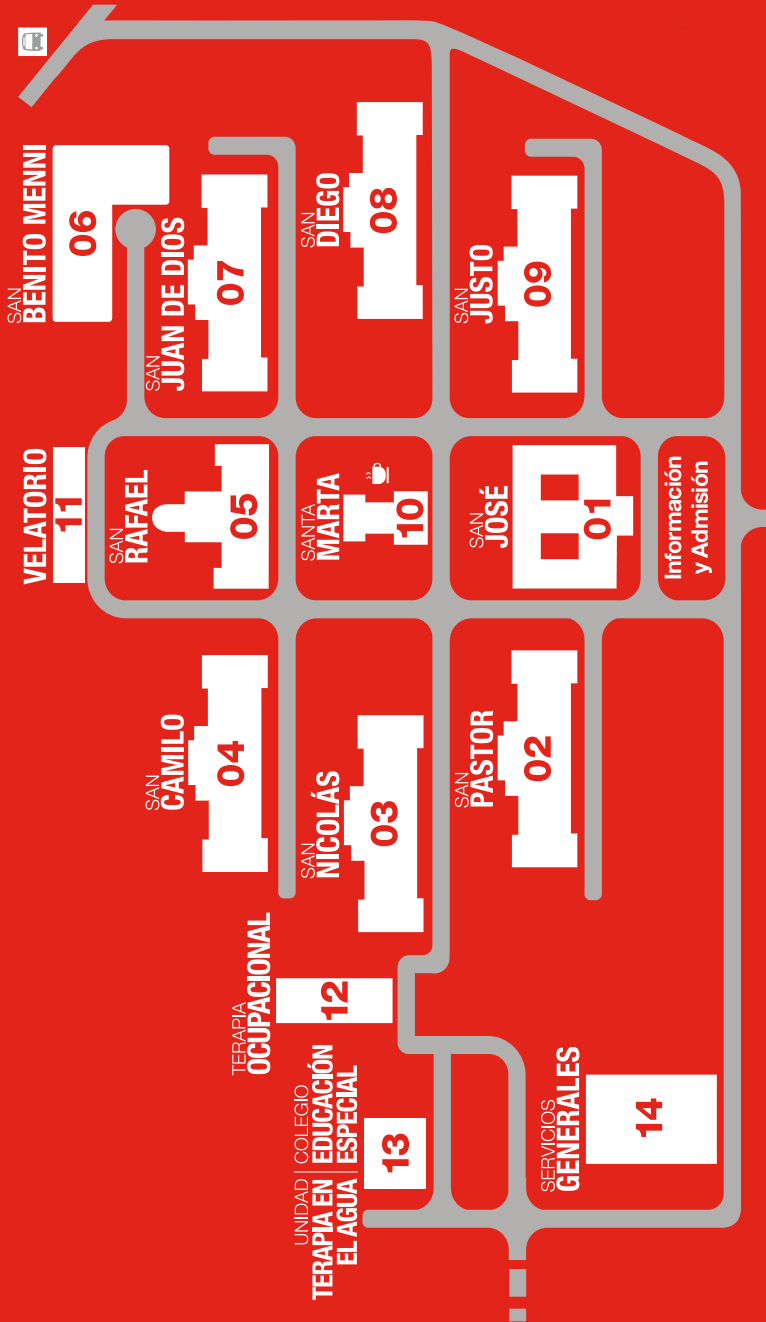 VELATORIO
11
SAN
BENITO MENNI
06
SAN
CAMILO
04
SAN
RAFAEL
05
SAN
JUAN DE DIOS
07
TERAPIA
OCUPACIONAL
12
UNIDAD
TERAPIA EN
EL AGUA
COLEGIO
EDUCACIÓN
ESPECIAL
13
SAN
NICOLÁS
03
SANTA
MARTA
10
SAN
DIEGO
08
SERVICIOS
GENERALES
14
SAN
PASTOR
02
SAN
JOSÉ
01
SAN
JUSTO
09
Información
y Admisión